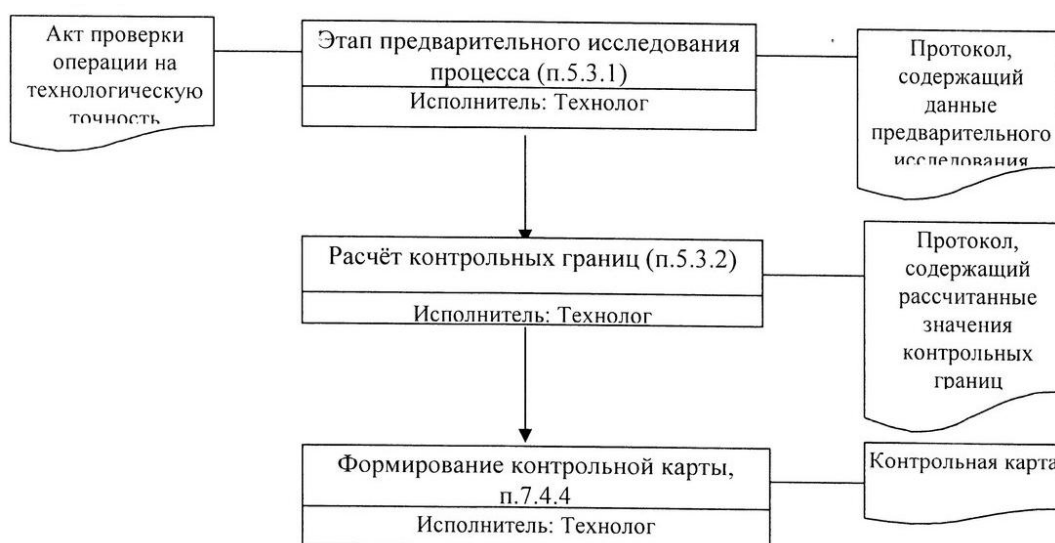 Акт проверки
операции на
технологическую
точность
Этап предварительного исследования
процесса (п.5.3.1)
Исполнитель: Технолог
Протокол,
содержащий
данные
предварительного
исследования
Расчёт контрольных границ (п.5.3.2)
Исполнитель: Технолог
Протокол,
содержащий
рассчитанные
значения
контрольных
границ
Формирование контрольной карты,
п.7.4.4
Исполнитель: Технолог
Контрольная карта